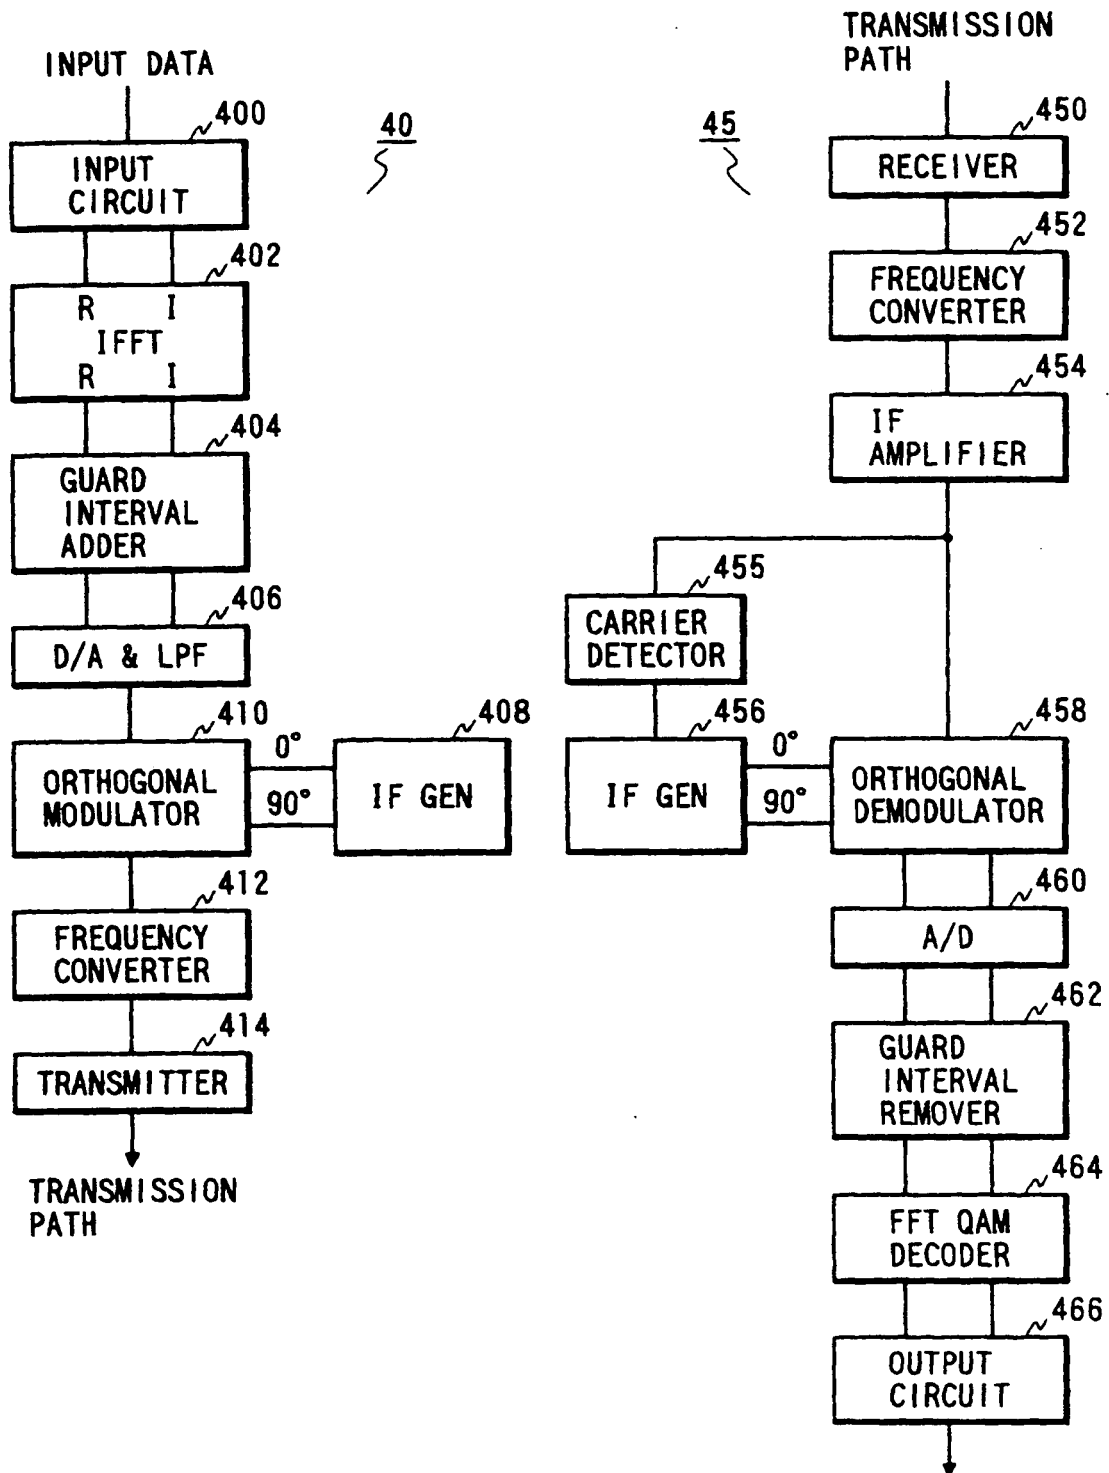 INPUT DATA
400
INPUT
CIRCUIT
402
R I
IFFT
R I
404
GUARD
INTERVAL
ADDER
406
D/A & LPF
410
ORTHOGONAL
MODULATOR
0°
90°
408
IF GEN
412
FREQUENCY
CONVERTER
414
TRANSMITTER
TRANSMISSION
PATH
40
45
TRANSMISSION
PATH
450
RECEIVER
452
FREQUENCY
CONVERTER
454
IF
AMPLIFIER
455
CARRIER
DETECTOR
456
IF GEN
0°
90°
458
ORTHOGONAL
DEMODULATOR
460
A/D
462
GUARD
INTERVAL
REMOVER
464
FFT QAM
DECODER
466
OUTPUT
CIRCUIT